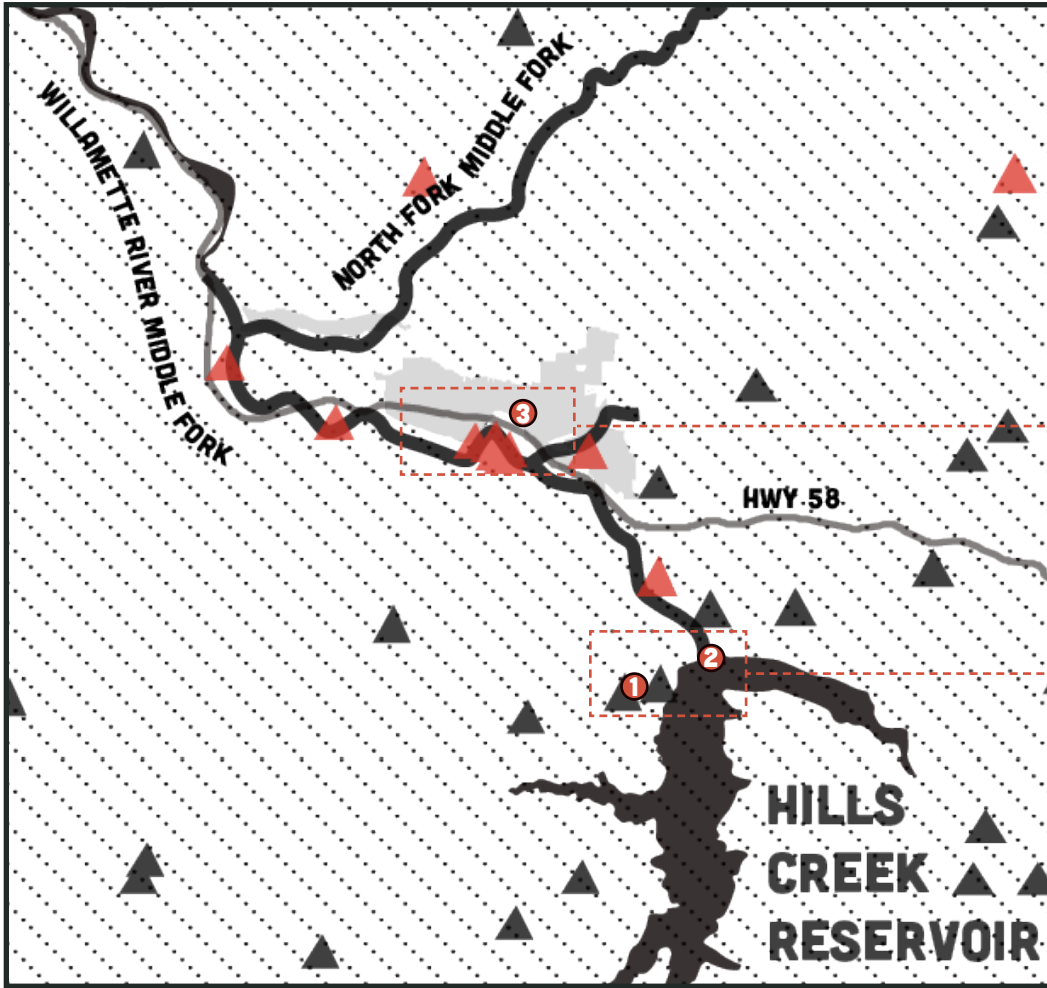 WILLAMETTE RIVER MIDDLE FORK
NORTH FORK MIDDLE FORK
3
HWY 58
2
1
HILLS
CREEK
RESERVOIR